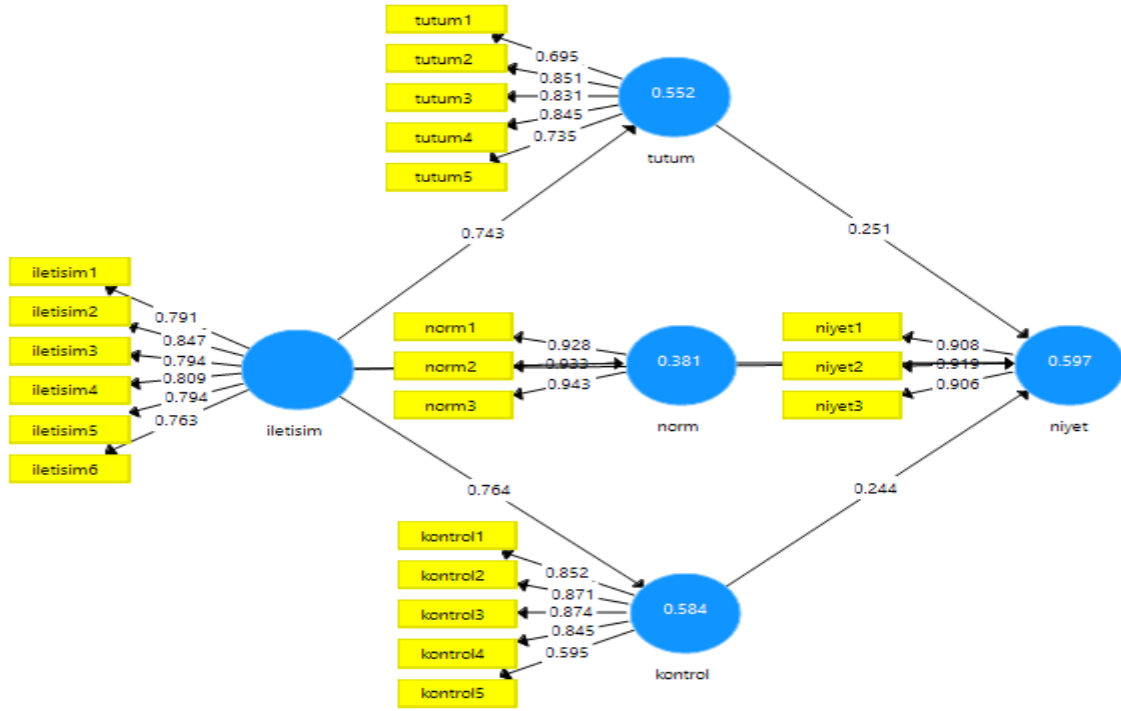 tutum1
tutum2
tutum3
tutum4
tutum5
0.695
0.851
0.831
0.845
0.735
0.552
tutum
0.743
0.251
iletisim1
iletisim2
iletisim3
iletisim4
iletisim5
iletisim6
0.791
0.847
0.794
0.809
0.794
0.763
iletisim
norm1
norm2
norm3
0.928
0.933
0.943
0.381
norm
niyet1
niyet2
niyet3
0.908
0.919
0.906
0.597
niyet
0.764
0.244
kontrol1
kontrol2
kontrol3
kontrol4
kontrol5
0.852
0.871
0.874
0.845
0.595
0.584
kontrol